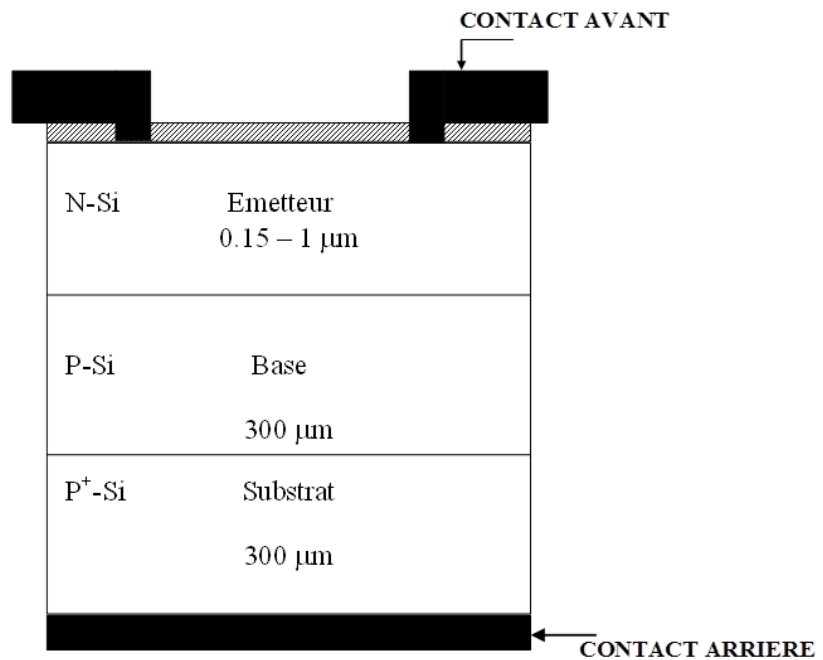 CONTACT AVANT
N-Si Emetteur
0.15 – 1 μm
P-Si Base
300 μm
P⁺-Si Substrat
300 μm
CONTACT ARRIERE